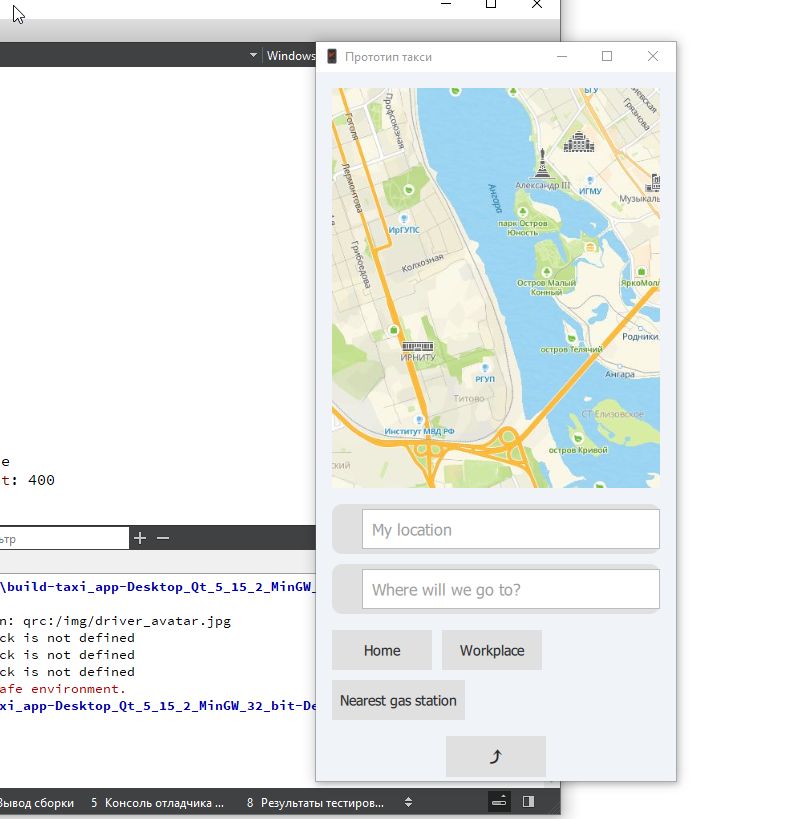 Windows
Прототип такси
БГУ
Грязнова
Профсоюзная
Гоголя
Лермонтова
Александр III
ИГМУ
Ангара
Музыкаль
парк Остров
Юность
ИрГУПС
Грибоедова
Колхозная
остров Малый
Конный
ЯркоМолл
ИРНИТУ
Родники
остров Телячий
РГУП
Ангара
Титово
СТ Елизовское
Институт МВД РФ
остров Кривой
ский
e
t: 400
ьтр
My location
Where will we go to?
Home
Workplace
Nearest gas station
\build-taxi_app-Desktop_Qt_5_15_2_MinGW_
n: qrc:/img/driver_avatar.jpg
ck is not defined
ck is not defined
ck is not defined
afe environment.
xi_app-Desktop_Qt_5_15_2_MinGW_32_bit-De
Вывод сборки 5 Консоль отладчика ... 8 Результаты тестиров...